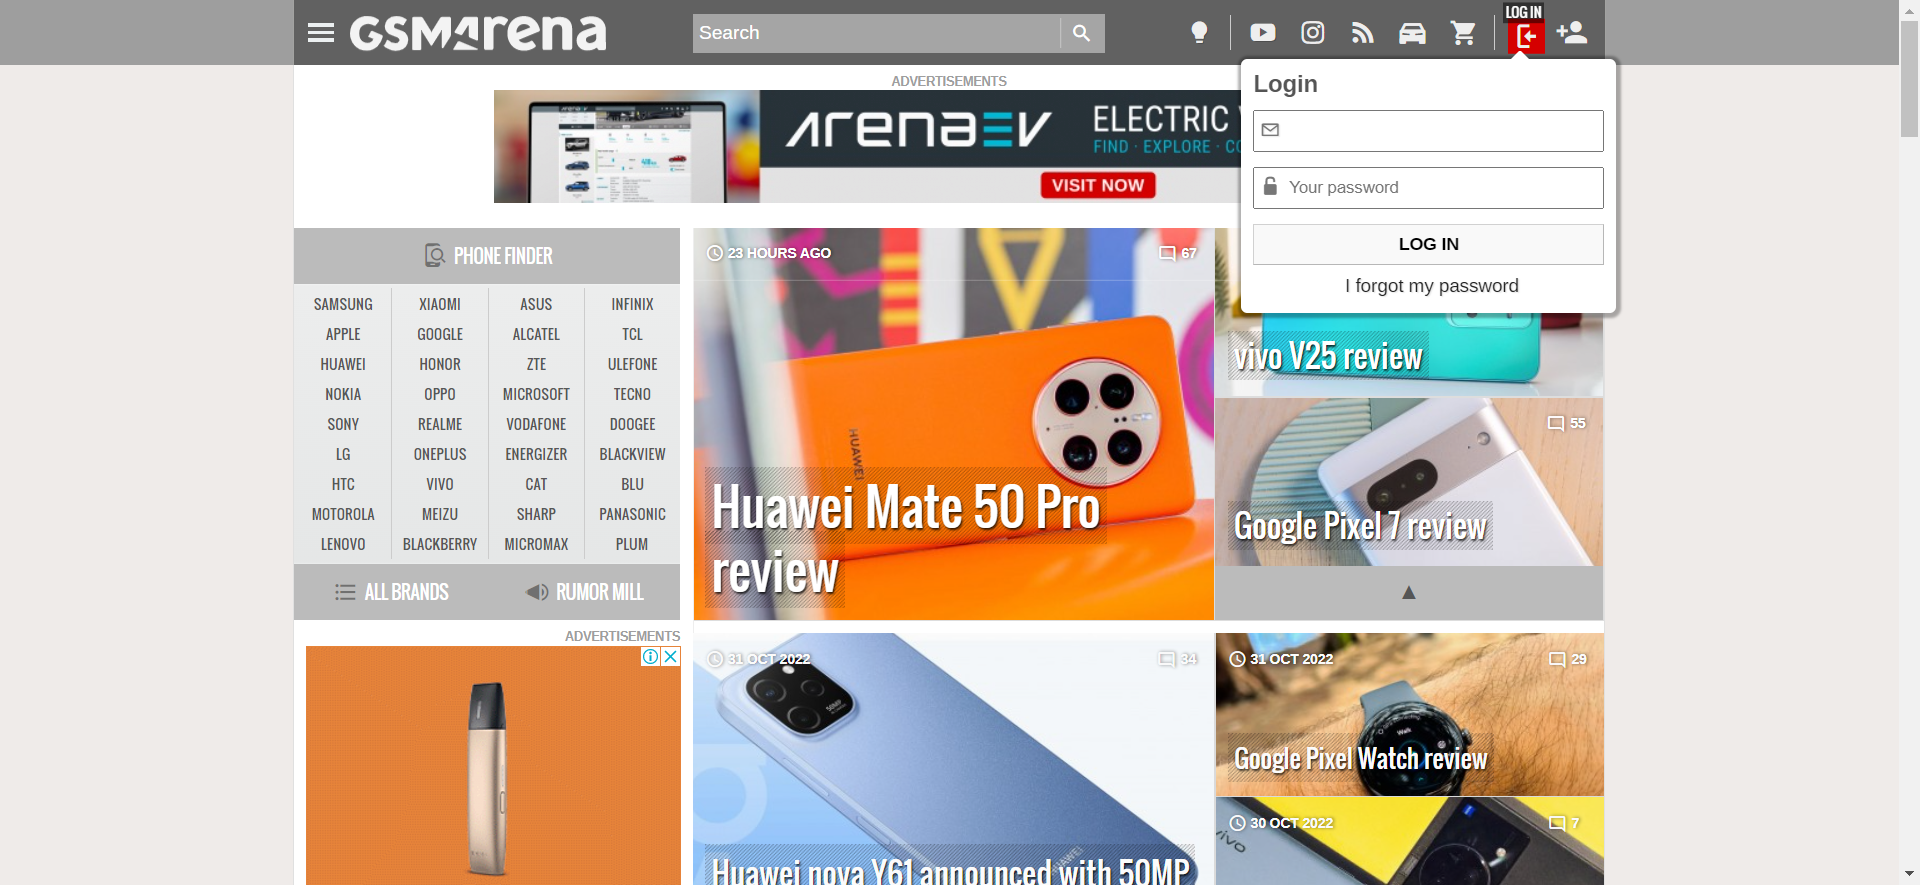 GSMArena
Search
LOG IN
Login
Your password
LOG IN
I forgot my password
ADVERTISEMENTS
arenaEV
ELECTRIC
FIND · EXPLORE ·
VISIT NOW
PHONE FINDER
SAMSUNG XIAOMI ASUS INFINIX
APPLE GOOGLE ALCATEL TCL
HUAWEI HONOR ZTE ULEFONE
NOKIA OPPO MICROSOFT TECNO
SONY REALME VODAFONE DOOGEE
LG ONEPLUS ENERGIZER BLACKVIEW
HTC VIVO CAT BLU
MOTOROLA MEIZU SHARP PANASONIC
LENOVO BLACKBERRY MICROMAX PLUM
ALL BRANDS RUMOR MILL
ADVERTISEMENTS
23 HOURS AGO 67
HUAWEI
Huawei Mate 50 Pro
review
vivo V25 review
55
Google Pixel 7 review
▲
31 OCT 2022 34
50MP
HUAWEI
Huawei nova Y61 announced with 50MP
31 OCT 2022 29
Walk
Google Pixel Watch review
30 OCT 2022 7
vivo